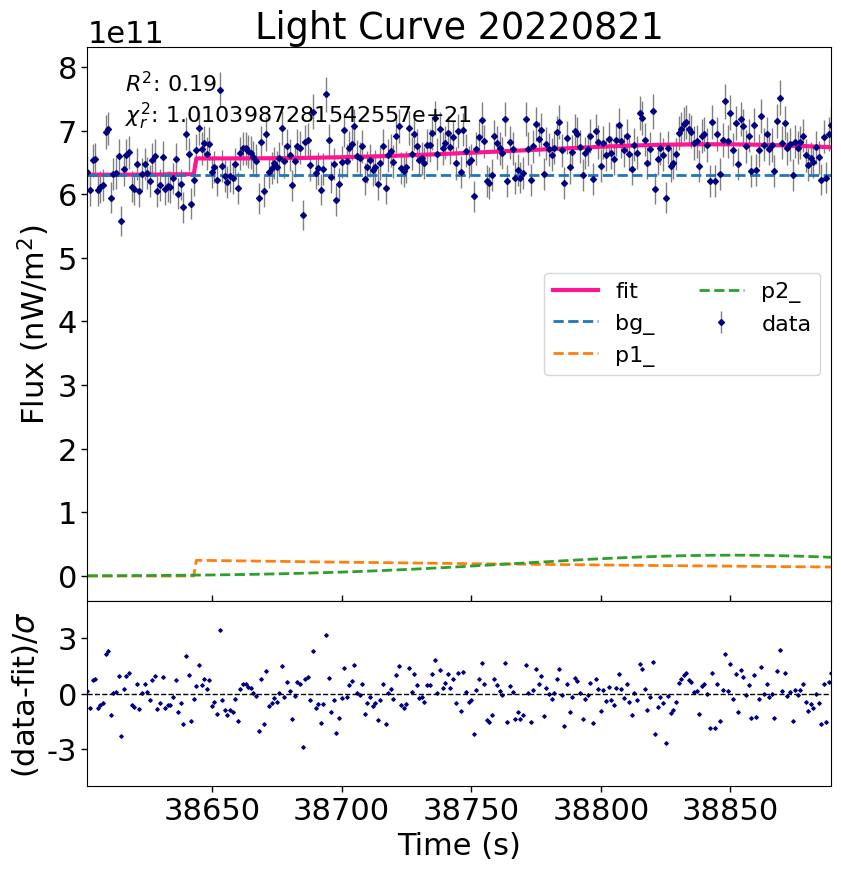 Light Curve 20220821
1e11
R²: 0.19
χ²ᵣ: 1.0103987281542557e+21
8
7
6
5
4
3
2
1
0
Flux (nW/m²)
fit
bg_
p1_
p2_
data
3
0
-3
(data-fit)/σ
38650 38700 38750 38800 38850
Time (s)